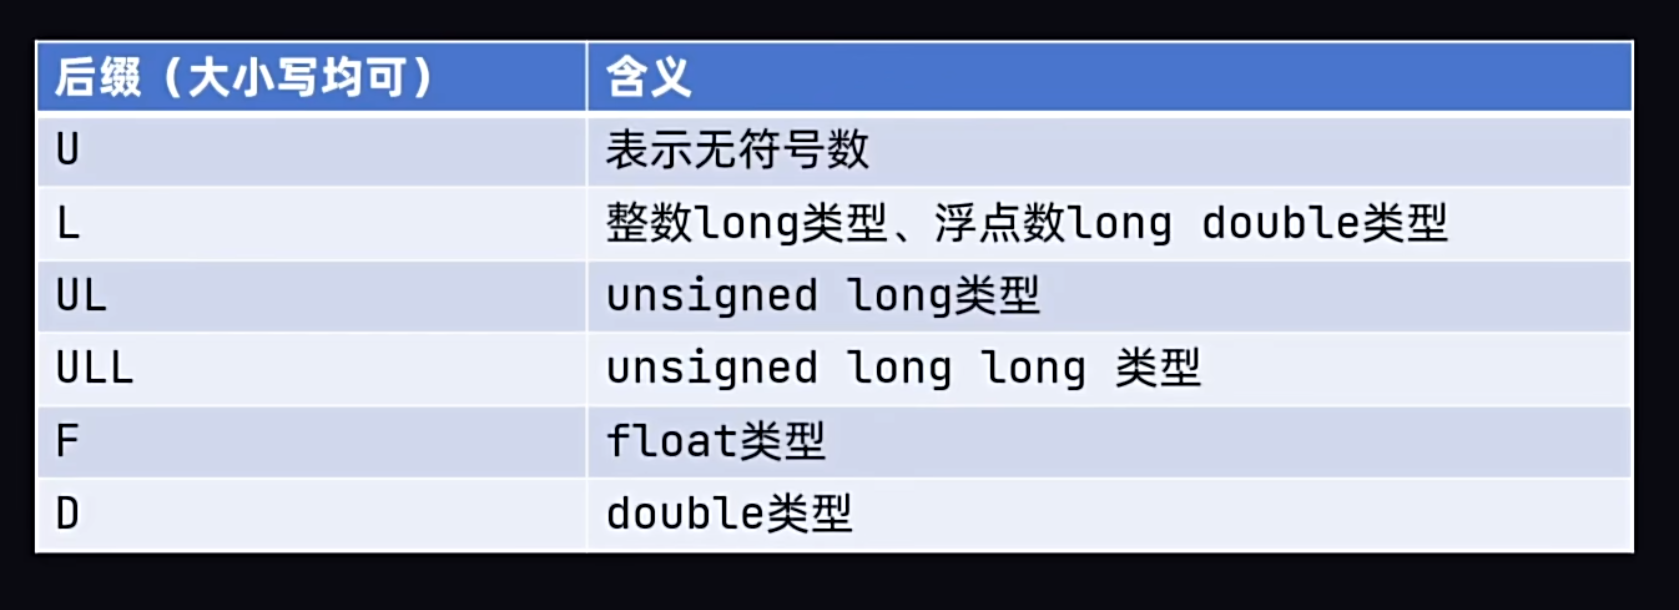 后缀（大小写均可） 含义
U 表示无符号数
L 整数long类型、浮点数long double类型
UL unsigned long类型
ULL unsigned long long 类型
F float类型
D double类型